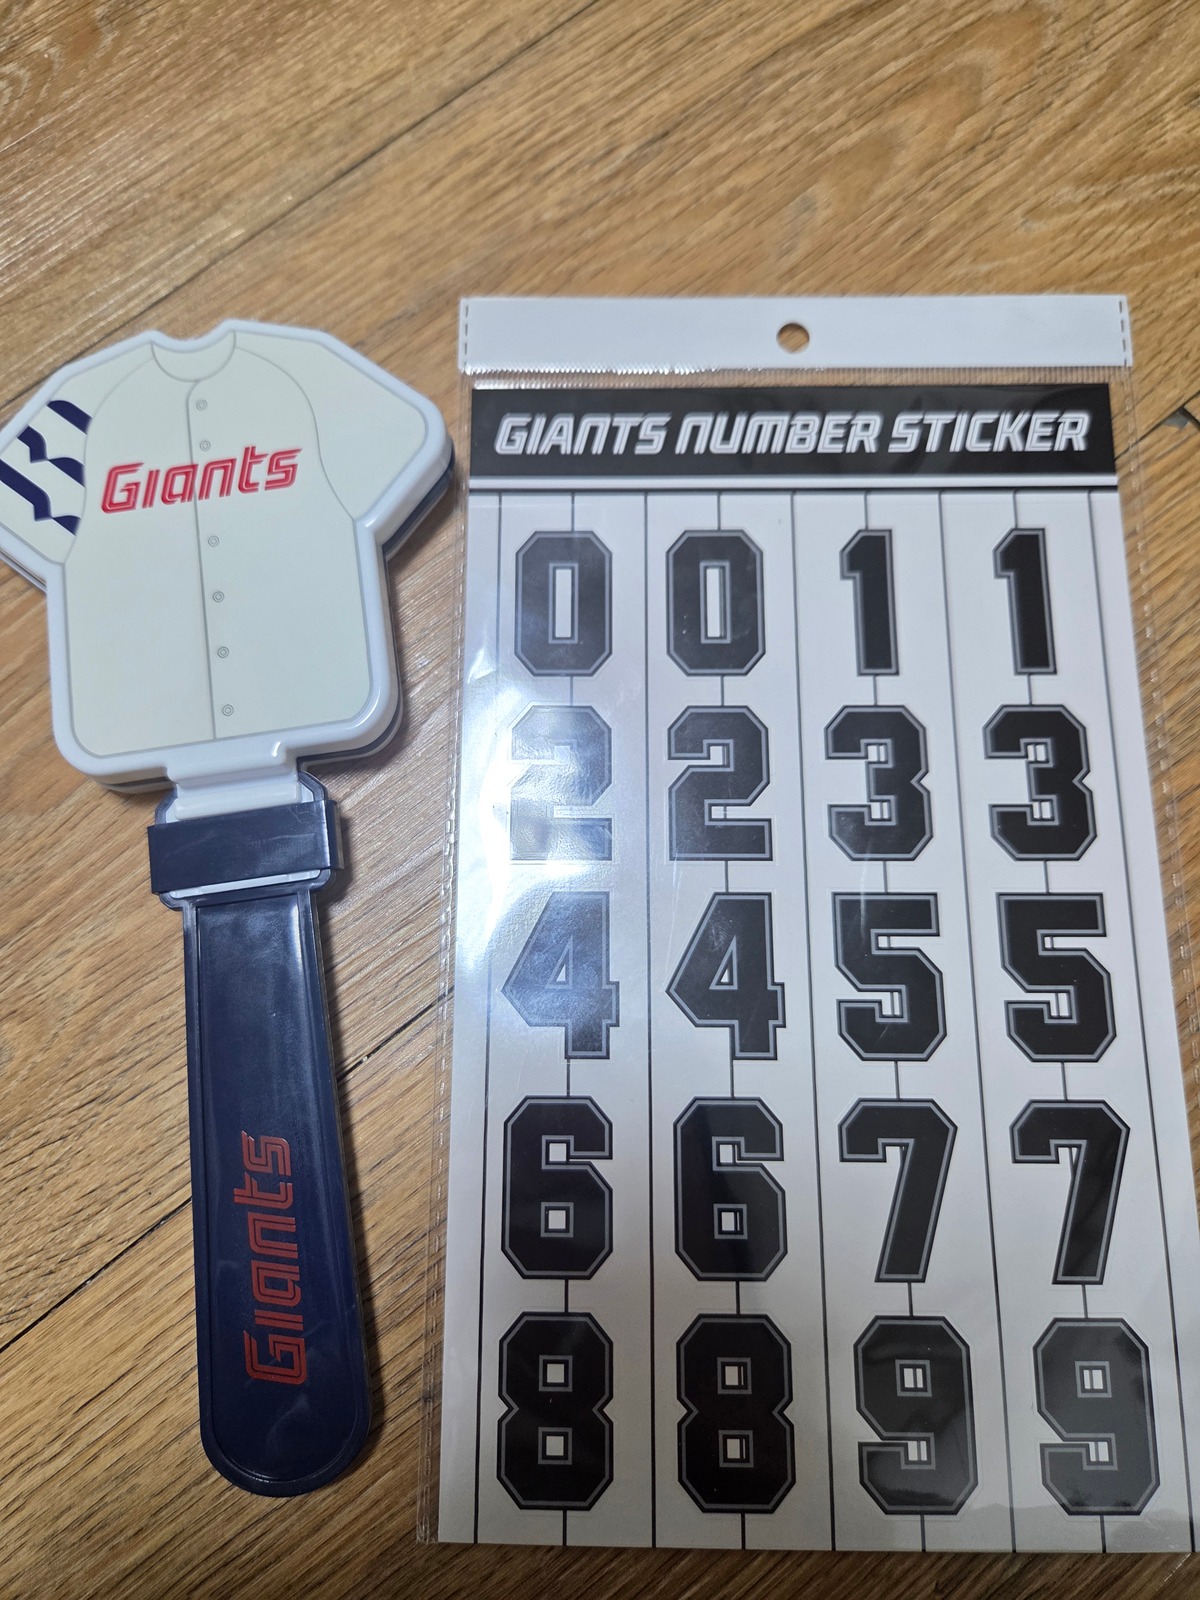 Giants
Giants
GIANTS NUMBER STICKER
0 0 1 1
2 2 3 3
4 4 5 5
6 6 7 7
8 8 9 9